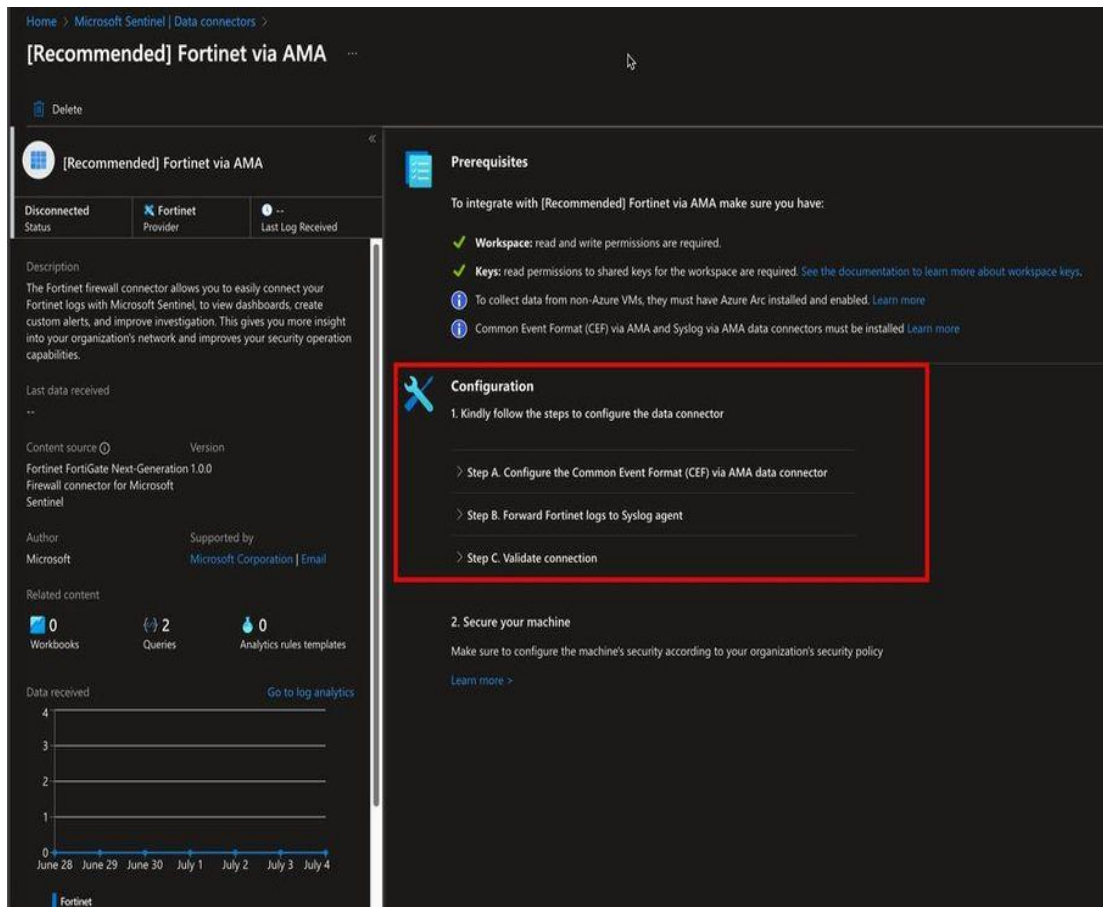 Home > Microsoft Sentinel | Data connectors >
[Recommended] Fortinet via AMA ...
Delete
«
[Recommended] Fortinet via AMA
Disconnected
Status
Fortinet
Provider
--
Last Log Received
Description
The Fortinet firewall connector allows you to easily connect your
Fortinet logs with Microsoft Sentinel, to view dashboards, create
custom alerts, and improve investigation. This gives you more insight
into your organization's network and improves your security operation
capabilities.
Last data received
--
Content source
Version
Fortinet FortiGate Next-Generation 1.0.0
Firewall connector for Microsoft
Sentinel
Author
Supported by
Microsoft
Microsoft Corporation | Email
Related content
0
Workbooks
2
Queries
0
Analytics rules templates
Data received
Go to log analytics
4
3
2
1
0
June 28 June 29 June 30 July 1 July 2 July 3 July 4
Fortinet
Prerequisites
To integrate with [Recommended] Fortinet via AMA make sure you have:
Workspace: read and write permissions are required.
Keys: read permissions to shared keys for the workspace are required. See the documentation to learn more about workspace keys.
To collect data from non-Azure VMs, they must have Azure Arc installed and enabled. Learn more
Common Event Format (CEF) via AMA and Syslog via AMA data connectors must be installed Learn more
Configuration
1. Kindly follow the steps to configure the data connector
> Step A. Configure the Common Event Format (CEF) via AMA data connector
> Step B. Forward Fortinet logs to Syslog agent
> Step C. Validate connection
2. Secure your machine
Make sure to configure the machine's security according to your organization's security policy
Learn more >